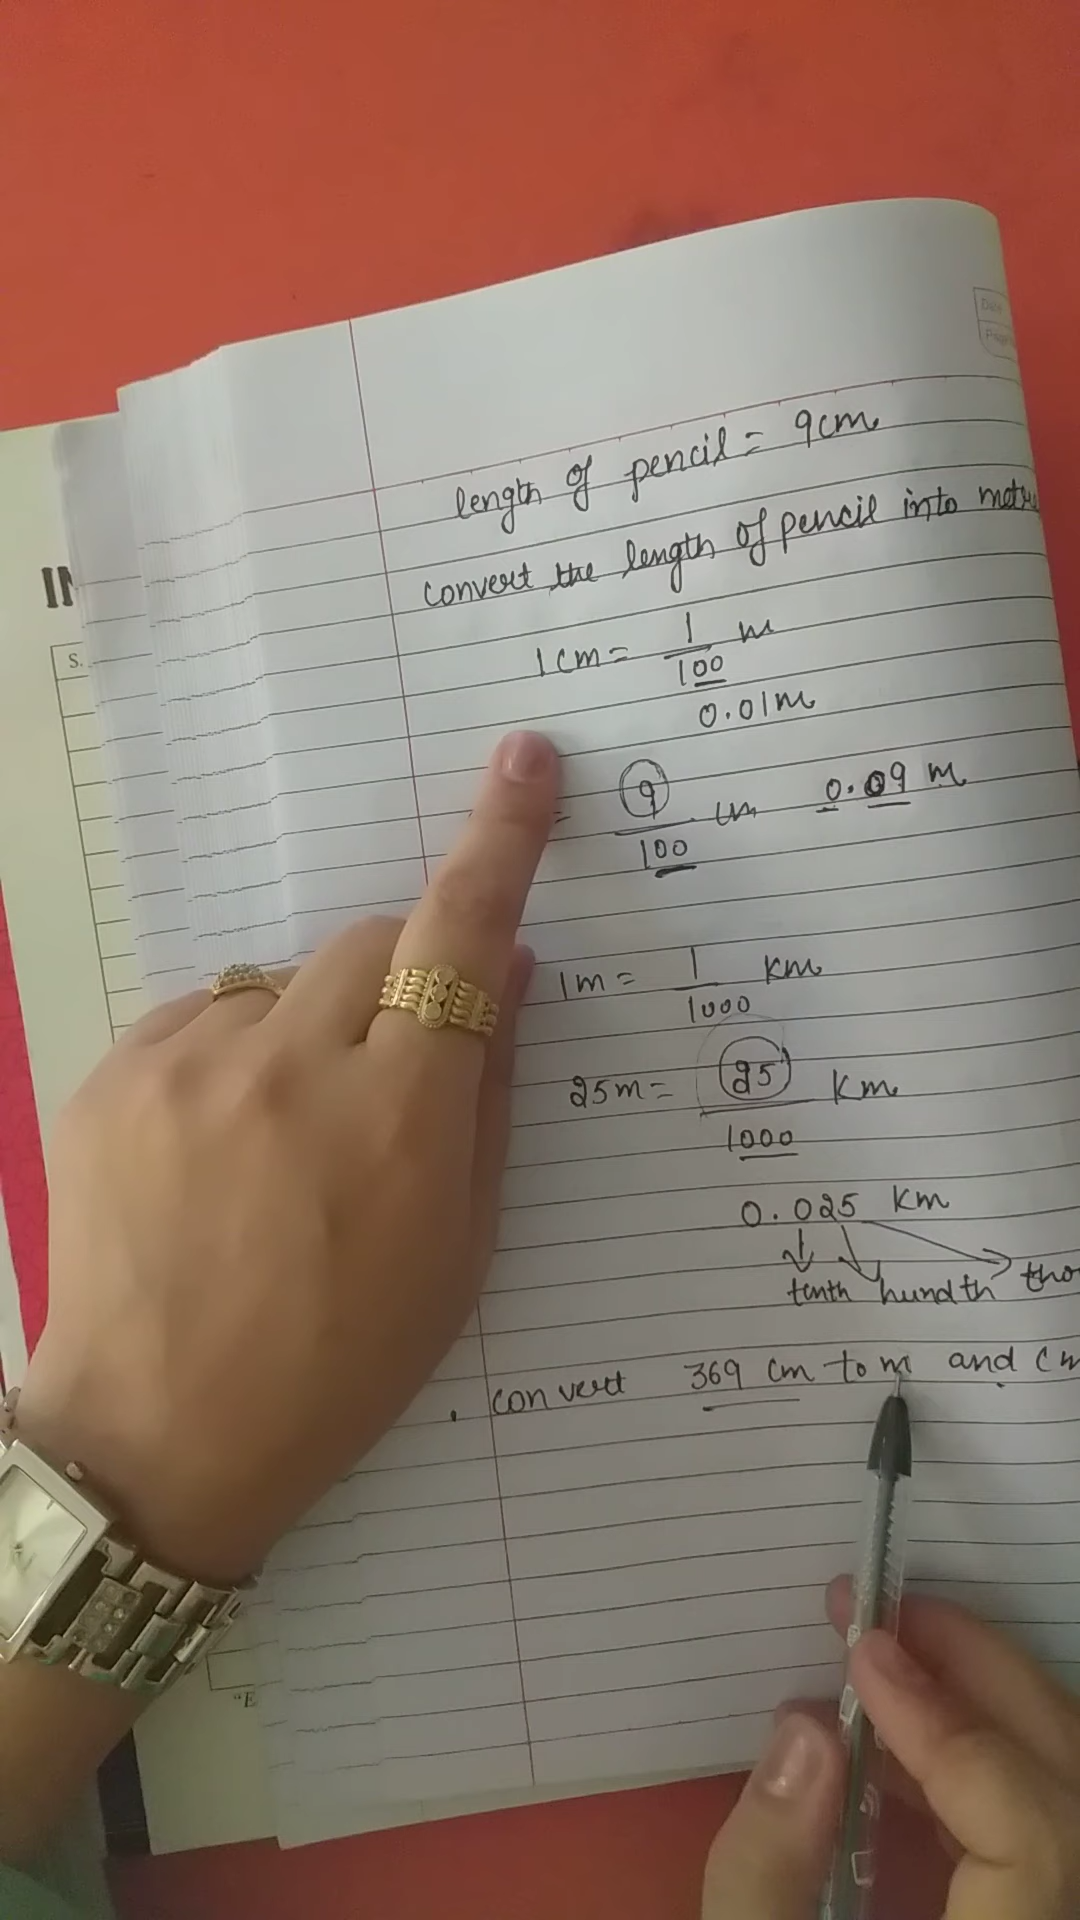 length of pencil = 9cm
convert the length of pencil into
1cm = 1/100 m
0.01m
= 9/100 m 0.09 m
1m = 1/1000 km
25m = 25/1000 km
0.025 km
tenth hundth tho
. convert 369 cm to m and cm
S.
"E